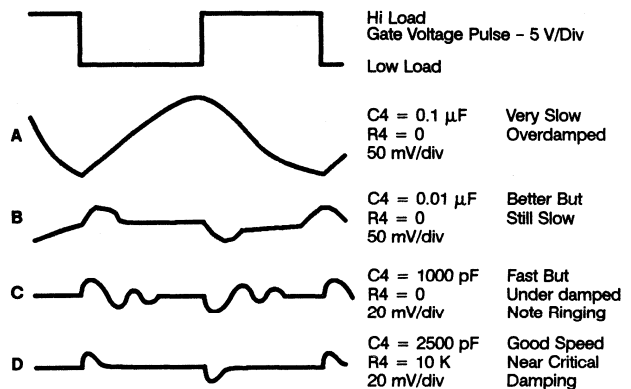 Hi Load
Gate Voltage Pulse – 5 V/Div
Low Load
A
C4 = 0.1 µF Very Slow
R4 = 0 Overdamped
50 mV/div
B
C4 = 0.01 µF Better But
R4 = 0 Still Slow
50 mV/div
C
C4 = 1000 pF Fast But
R4 = 0 Under damped
20 mV/div Note Ringing
D
C4 = 2500 pF Good Speed
R4 = 10 K Near Critical
20 mV/div Damping